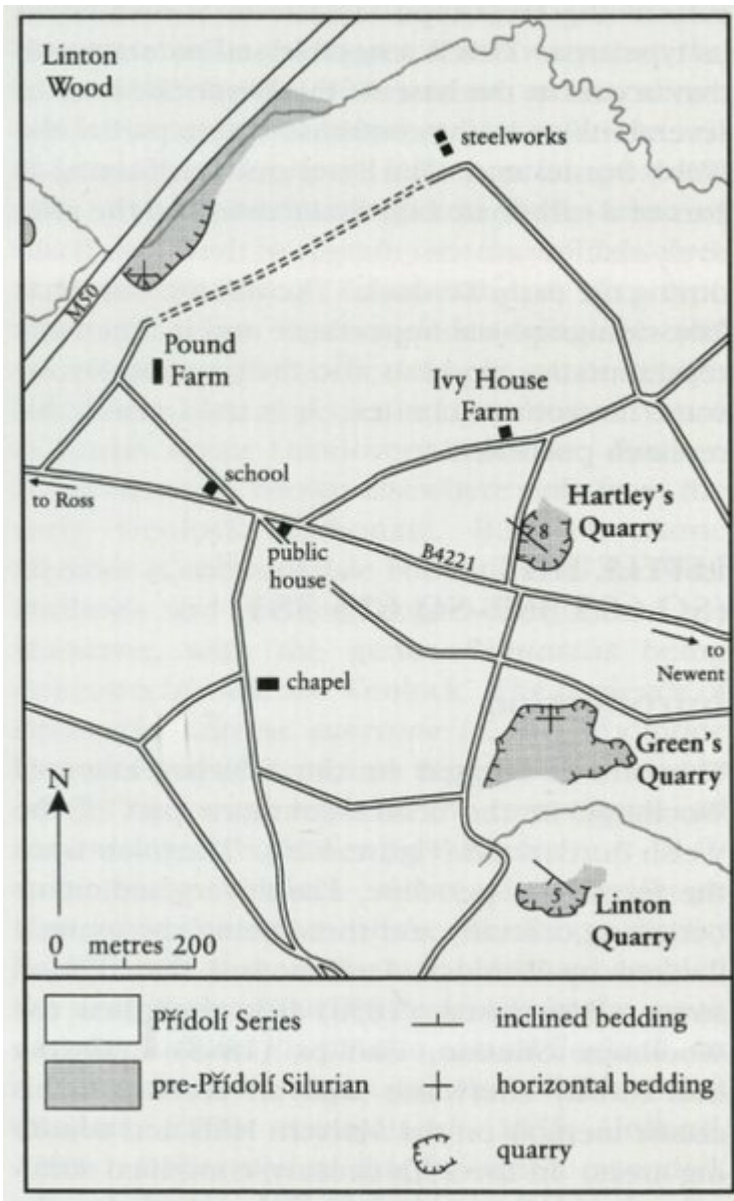 Linton
Wood
steelworks
M50
Pound
Farm
Ivy House
Farm
school
to Ross
Hartley's
Quarry
8
public
house
B4221
to
Newent
chapel
Green's
Quarry
N
5
Linton
Quarry
0 metres 200
Přídolí Series
inclined bedding
pre-Přídolí Silurian
horizontal bedding
quarry